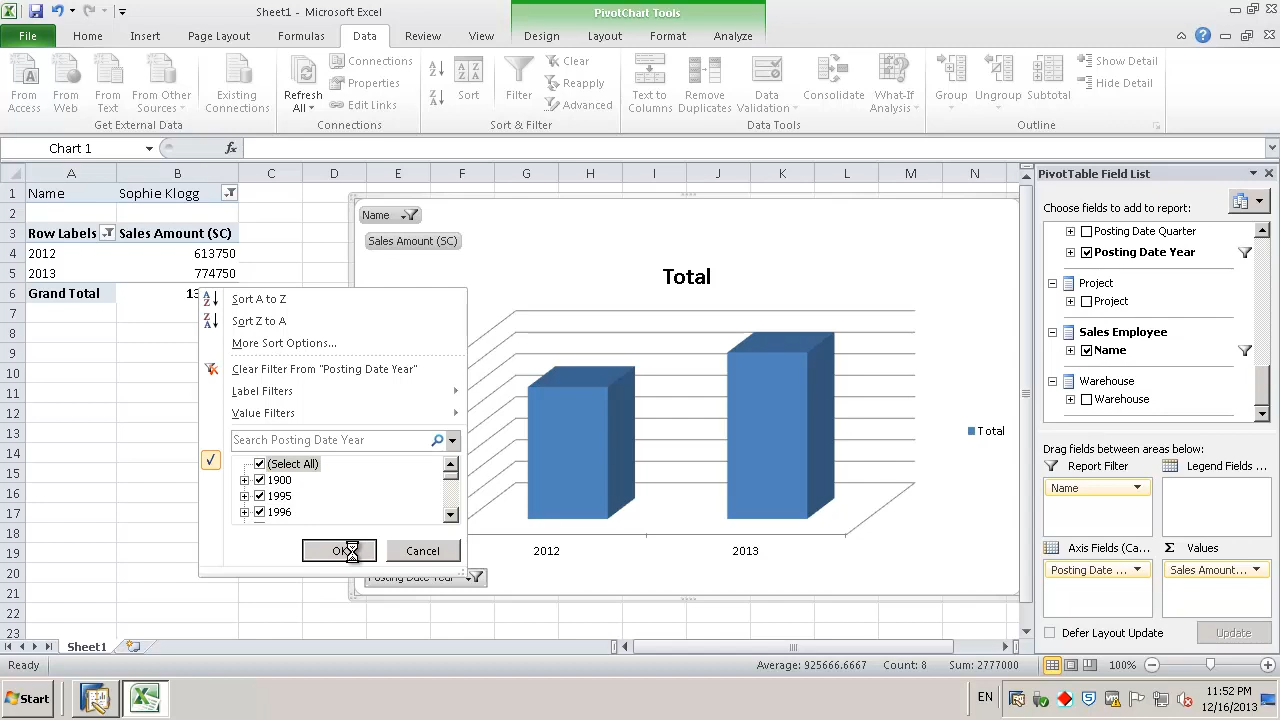 Sheet1 - Microsoft Excel
PivotChart Tools
File
Home
Insert
Page Layout
Formulas
Data
Review
View
Design
Layout
Format
Analyze
From Access
From Web
From Text
From Other Sources
Existing Connections
Get External Data
Refresh All
Connections
Properties
Edit Links
Connections
Sort
Filter
Clear
Reapply
Advanced
Sort & Filter
Text to Columns
Remove Duplicates
Data Validation
Consolidate
What-If Analysis
Data Tools
Group
Ungroup
Subtotal
Show Detail
Hide Detail
Outline
Chart 1
fx
A B C D E F G H I J K L M N
1 Name Sophie Klogg
2
3 Row Labels Sales Amount (SC)
4 2012 613750
5 2013 774750
6 Grand Total 13
7
8
9
10
11
12
13
14
15
16
17
18
19
20
21
22
23
Sort A to Z
Sort Z to A
More Sort Options...
Clear Filter From "Posting Date Year"
Label Filters
Value Filters
Search Posting Date Year
(Select All)
1900
1995
1996
OK
Cancel
Name
Sales Amount (SC)
Total
Total
2012
2013
Posting Date Year
PivotTable Field List
Choose fields to add to report:
Posting Date Quarter
Posting Date Year
Project
Project
Sales Employee
Name
Warehouse
Warehouse
Drag fields between areas below:
Report Filter
Legend Fields ...
Name
Axis Fields (Ca...
Σ Values
Posting Date ...
Sales Amount...
Defer Layout Update
Update
Sheet1
Ready
Average: 925666.6667
Count: 8
Sum: 2777000
100%
Start
EN
11:52 PM
12/16/2013